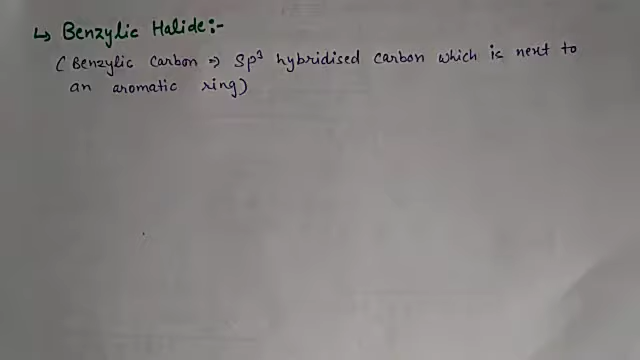 ↳ Benzylic Halide:-
( Benzylic Carbon ⇒ Sp³ hybridised carbon which is next to
an aromatic ring)